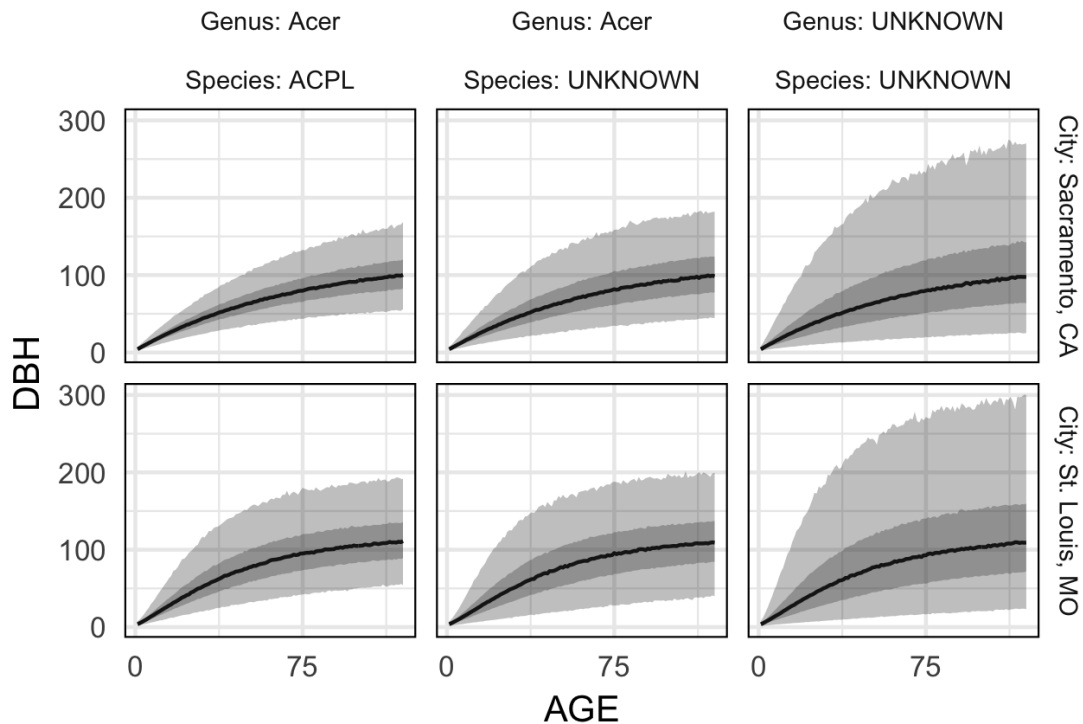 Genus: Acer
Genus: Acer
Genus: UNKNOWN
Species: ACPL
Species: UNKNOWN
Species: UNKNOWN
300
200
100
0
City: Sacramento, CA
DBH
300
200
100
0
City: St. Louis, MO
0
75
0
75
0
75
AGE